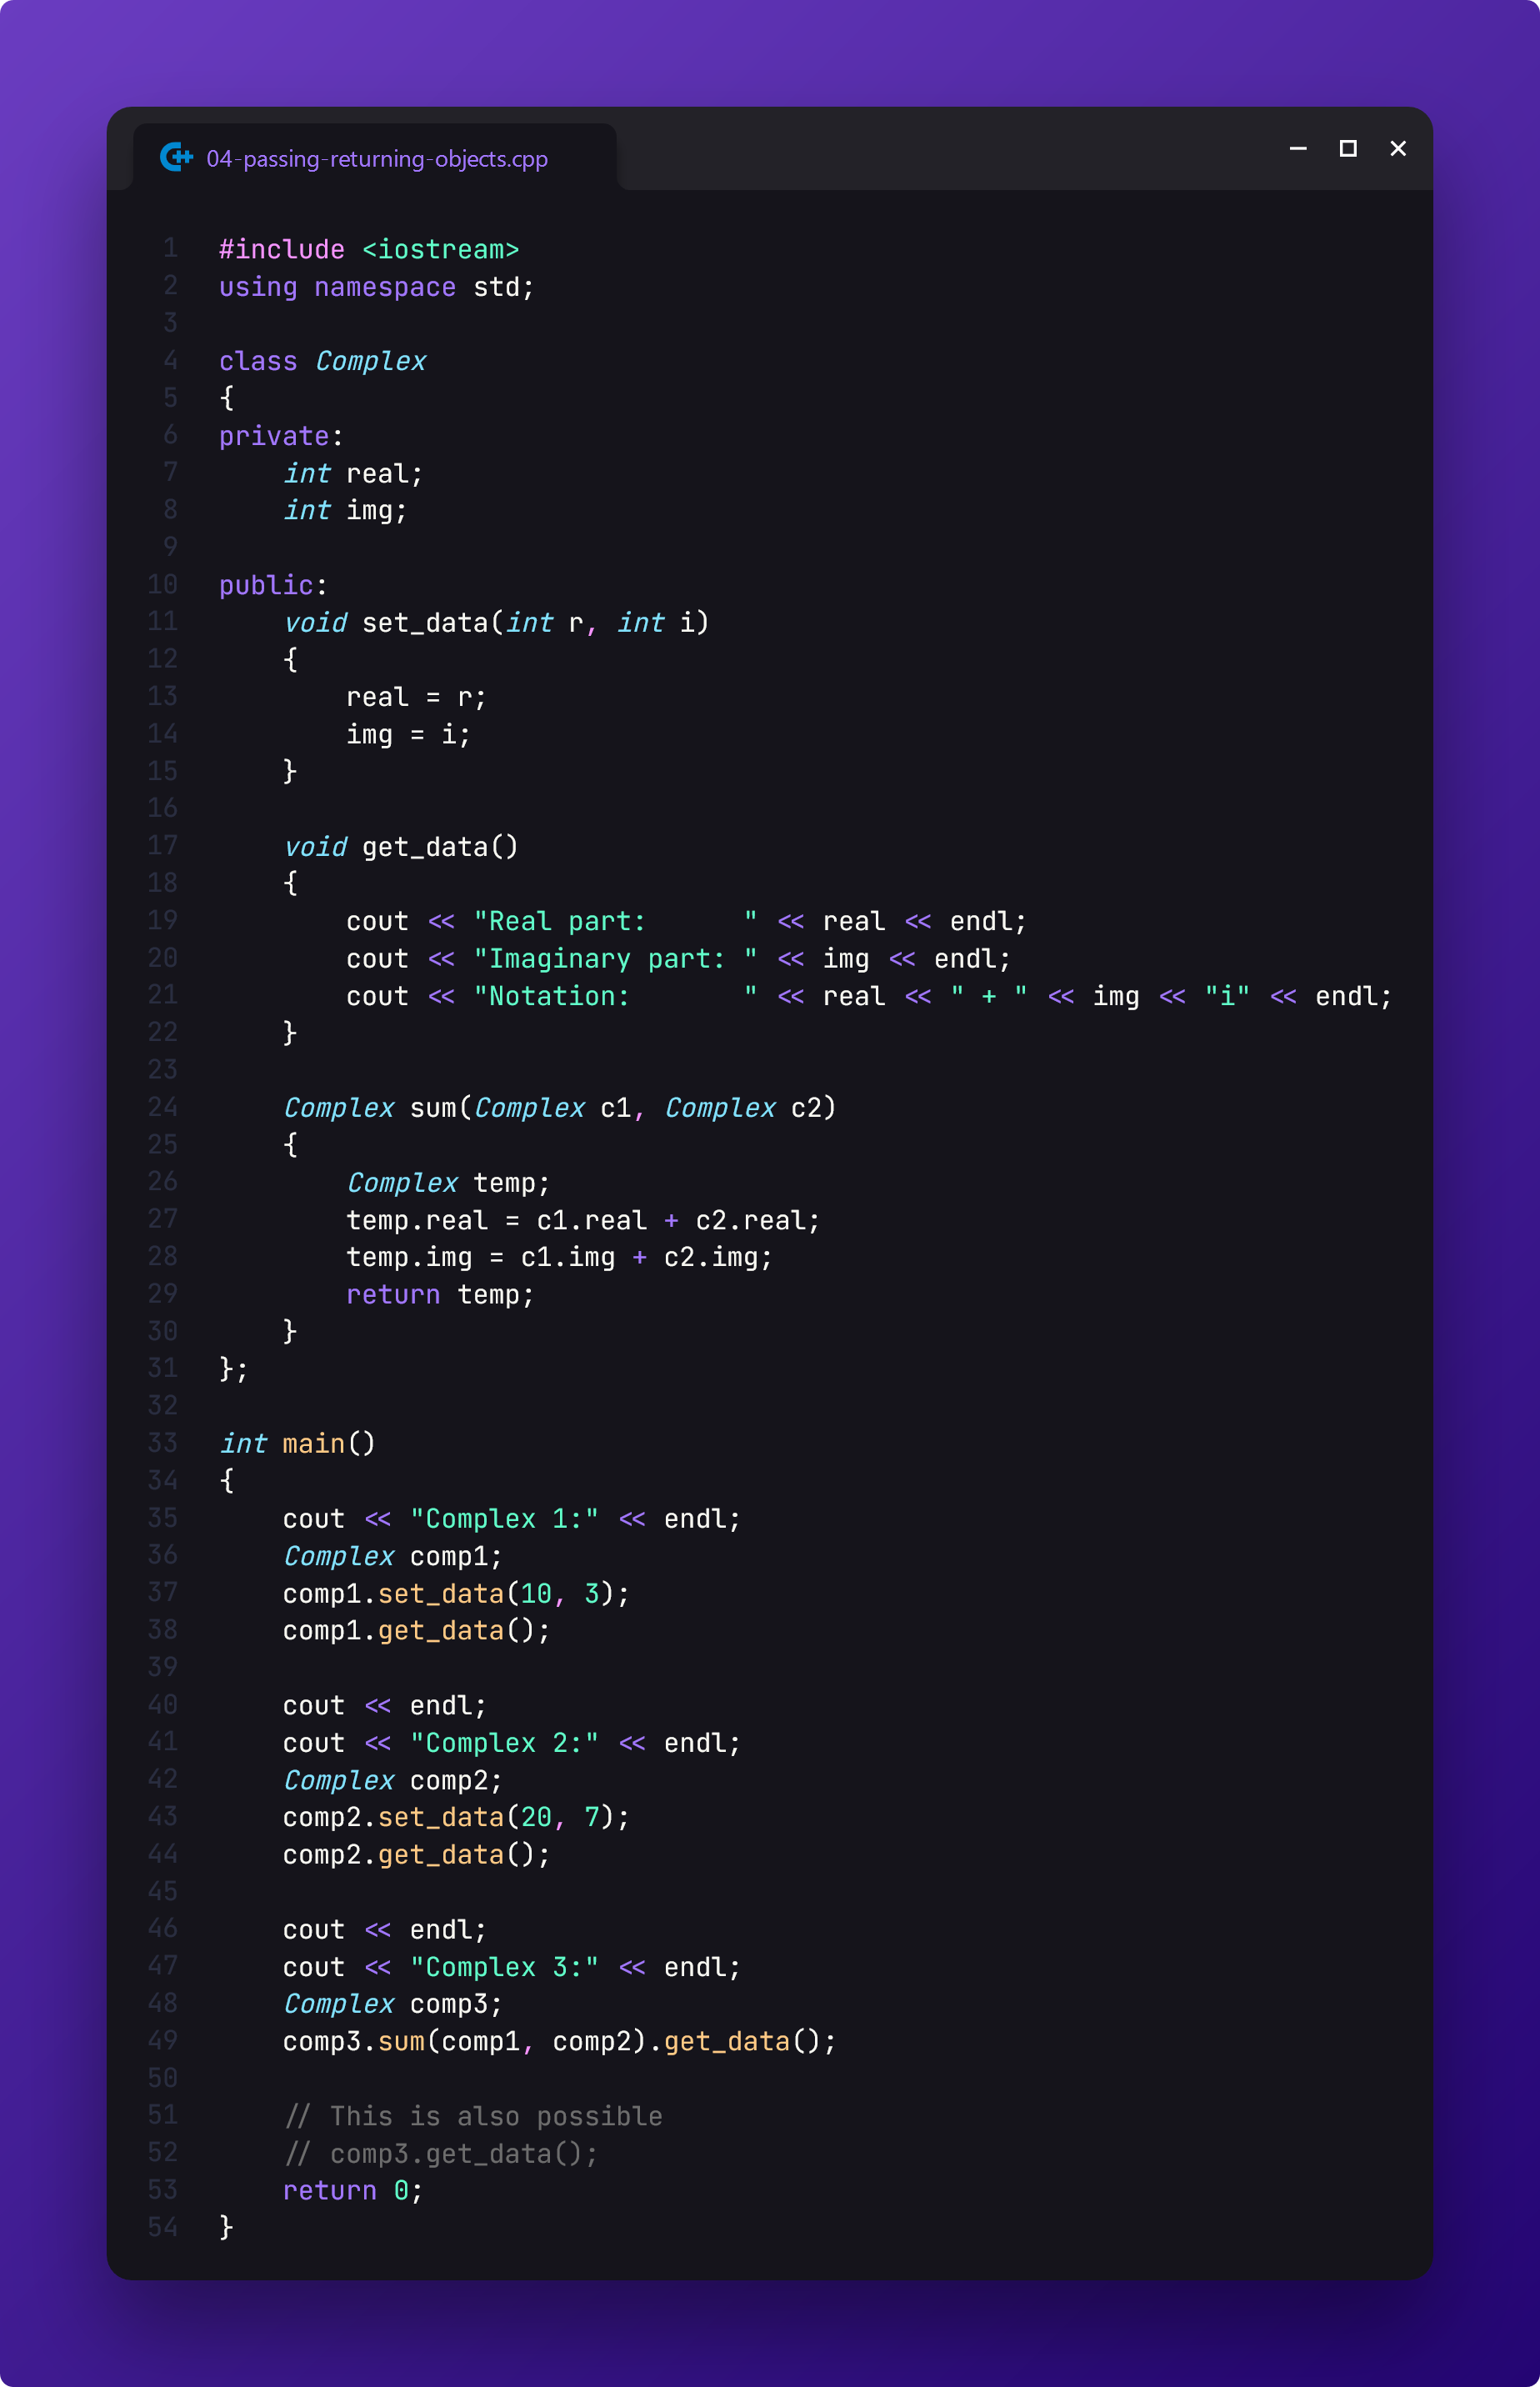 04-passing-returning-objects.cpp
1 #include <iostream>
2 using namespace std;
3
4 class Complex
5 {
6 private:
7     int real;
8     int img;
9
10 public:
11     void set_data(int r, int i)
12     {
13         real = r;
14         img = i;
15     }
16
17     void get_data()
18     {
19         cout << "Real part:      " << real << endl;
20         cout << "Imaginary part: " << img << endl;
21         cout << "Notation:       " << real << " + " << img << "i" << endl;
22     }
23
24     Complex sum(Complex c1, Complex c2)
25     {
26         Complex temp;
27         temp.real = c1.real + c2.real;
28         temp.img = c1.img + c2.img;
29         return temp;
30     }
31 };
32
33 int main()
34 {
35     cout << "Complex 1:" << endl;
36     Complex comp1;
37     comp1.set_data(10, 3);
38     comp1.get_data();
39
40     cout << endl;
41     cout << "Complex 2:" << endl;
42     Complex comp2;
43     comp2.set_data(20, 7);
44     comp2.get_data();
45
46     cout << endl;
47     cout << "Complex 3:" << endl;
48     Complex comp3;
49     comp3.sum(comp1, comp2).get_data();
50
51     // This is also possible
52     // comp3.get_data();
53     return 0;
54 }